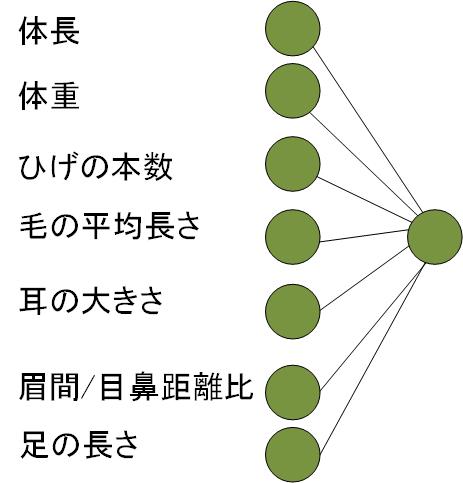 体長
体重
ひげの本数
毛の平均長さ
耳の大きさ
眉間/目鼻距離比
足の長さ